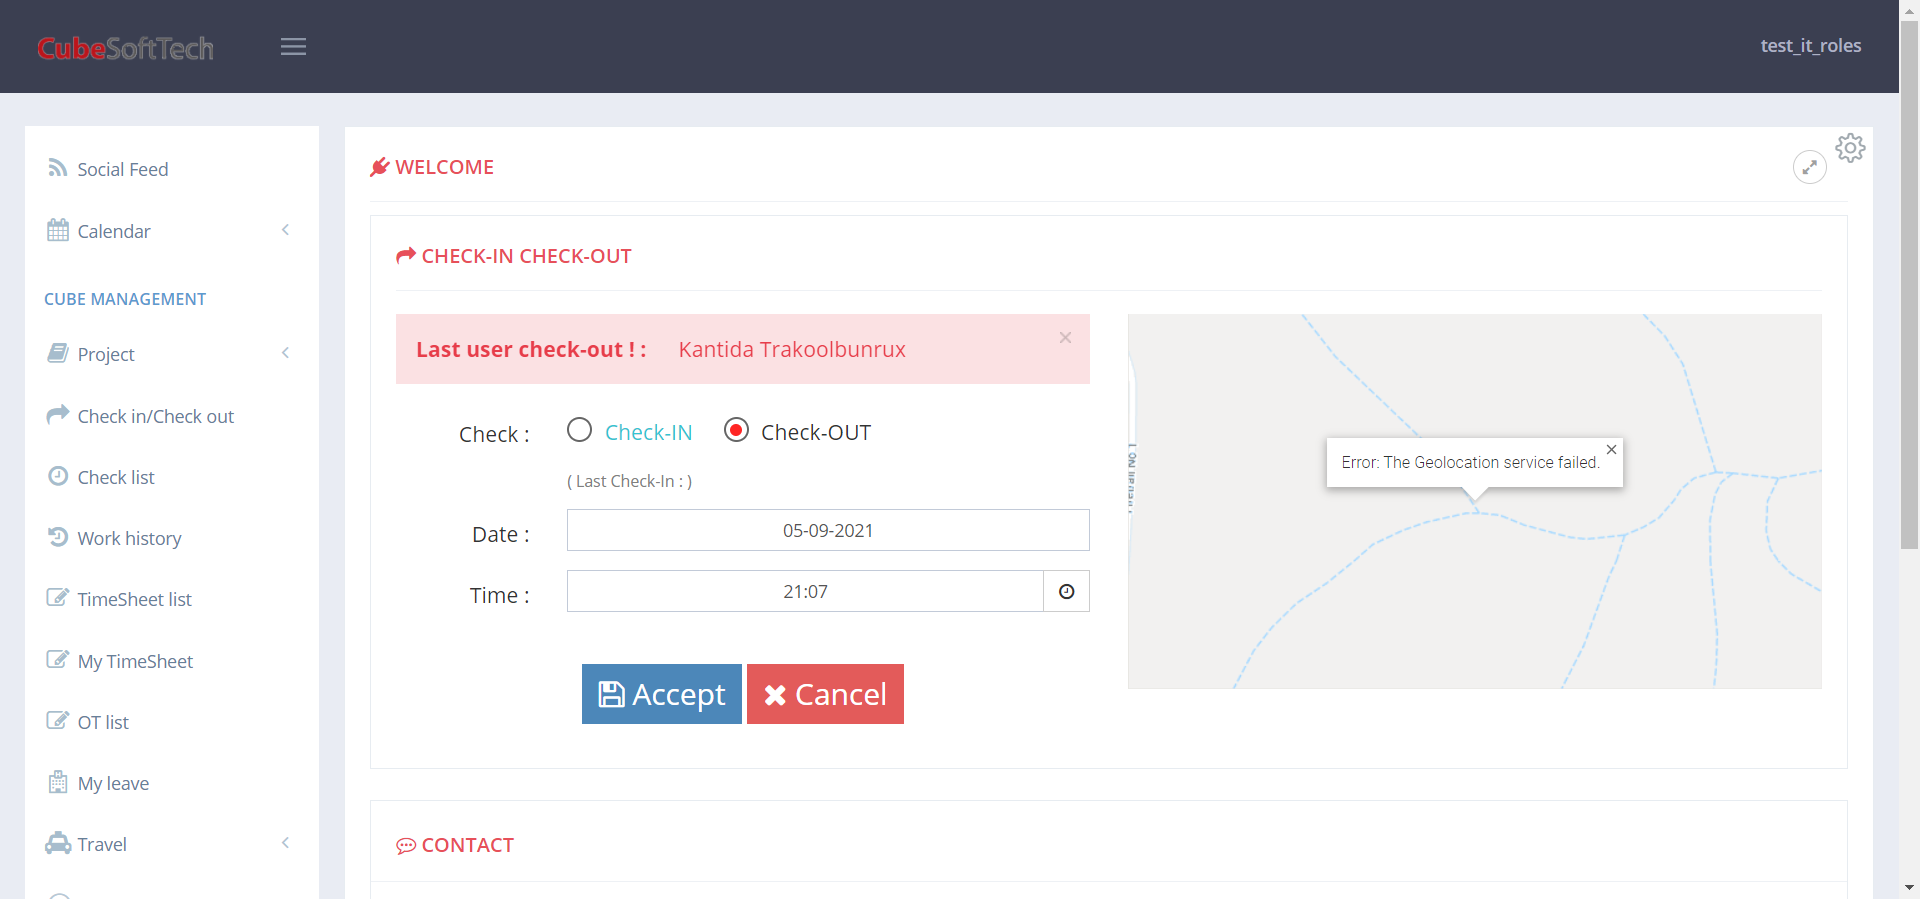 CubeSoftTech
test_it_roles
Social Feed
Calendar
CUBE MANAGEMENT
Project
Check in/Check out
Check list
Work history
TimeSheet list
My TimeSheet
OT list
My leave
Travel
WELCOME
CHECK-IN CHECK-OUT
Last user check-out ! : Kantida Trakoolbunrux
Check : Check-IN Check-OUT
( Last Check-In : )
Date : 05-09-2021
Time : 21:07
Accept Cancel
Error: The Geolocation service failed.
CONTACT